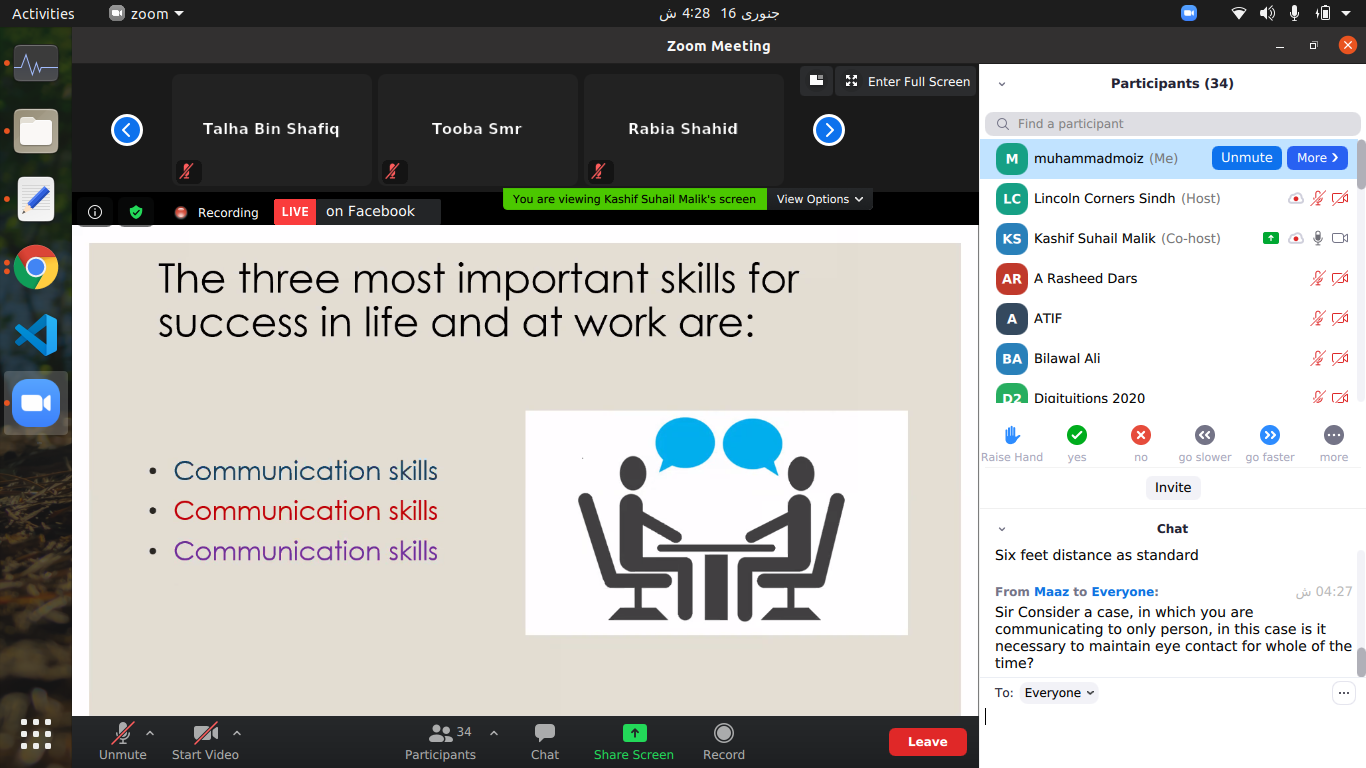 Activities
zoom
جنوری 16  4:28 ش
Zoom Meeting
Talha Bin Shafiq
Tooba Smr
Rabia Shahid
Enter Full Screen
Recording
LIVE
on Facebook
You are viewing Kashif Suhail Malik's screen
View Options
The three most important skills for
success in life and at work are:
• Communication skills
• Communication skills
• Communication skills
Unmute
Start Video
34
Participants
Chat
Share Screen
Record
Leave
Participants (34)
Find a participant
M
muhammadmoiz (Me)
Unmute
More
LC
Lincoln Corners Sindh (Host)
KS
Kashif Suhail Malik (Co-host)
AR
A Rasheed Dars
A
ATIF
BA
Bilawal Ali
D2
Digituitions 2020
Raise Hand
yes
no
go slower
go faster
more
Invite
Chat
Six feet distance as standard
From Maaz to Everyone:
04:27 ش
Sir Consider a case, in which you are
communicating to only person, in this case is it
necessary to maintain eye contact for whole of the
time?
To: Everyone